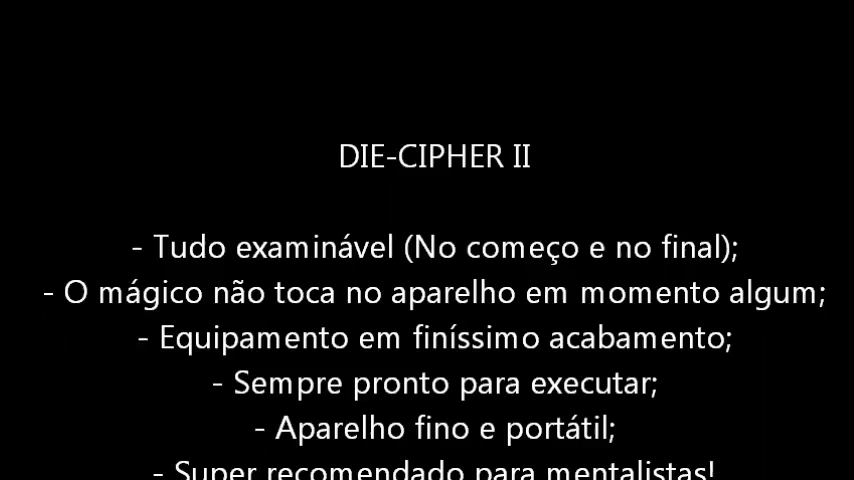 DIE-CIPHER II
- Tudo examinável (No começo e no final);
- O mágico não toca no aparelho em momento algum;
- Equipamento em finíssimo acabamento;
- Sempre pronto para executar;
- Aparelho fino e portátil;
- Super recomendado para mentalistas!